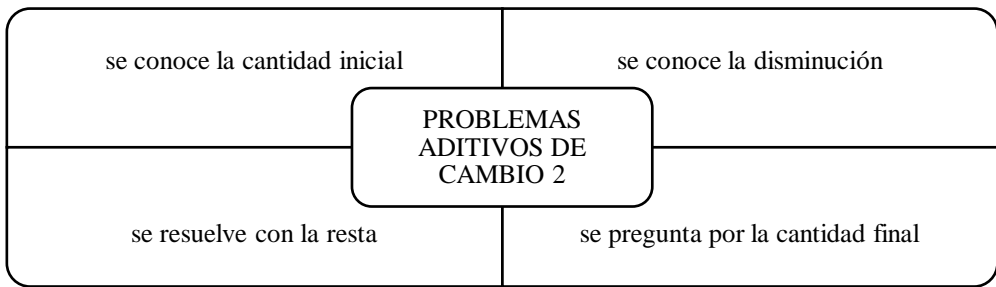 se conoce la cantidad inicial
se conoce la disminución
PROBLEMAS
ADITIVOS DE
CAMBIO 2
se resuelve con la resta
se pregunta por la cantidad final